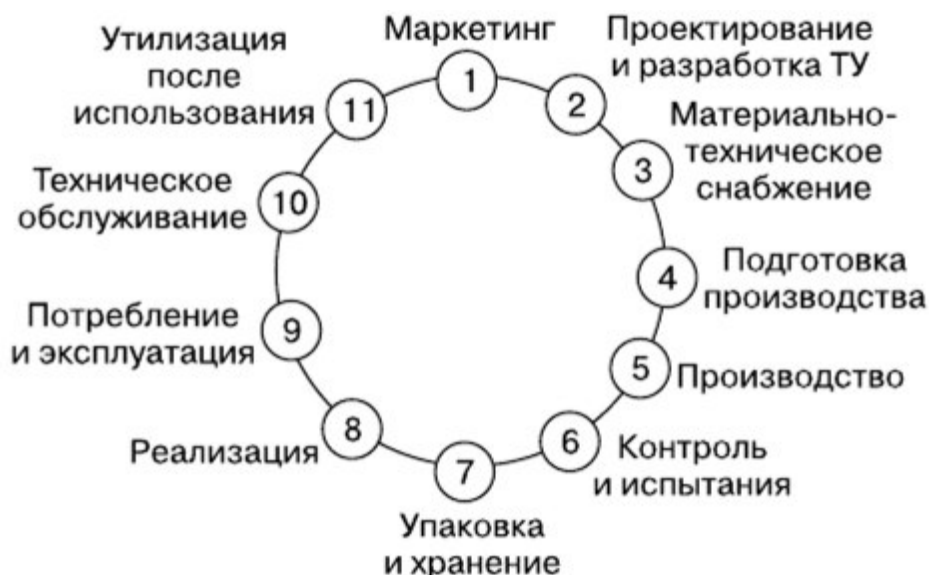 Маркетинг
1
Проектирование
и разработка ТУ
2
Материально-
техническое
снабжение
3
Подготовка
производства
4
Производство
5
Контроль
и испытания
6
Упаковка
и хранение
7
Реализация
8
Потребление
и эксплуатация
9
Техническое
обслуживание
10
Утилизация
после
использования
11